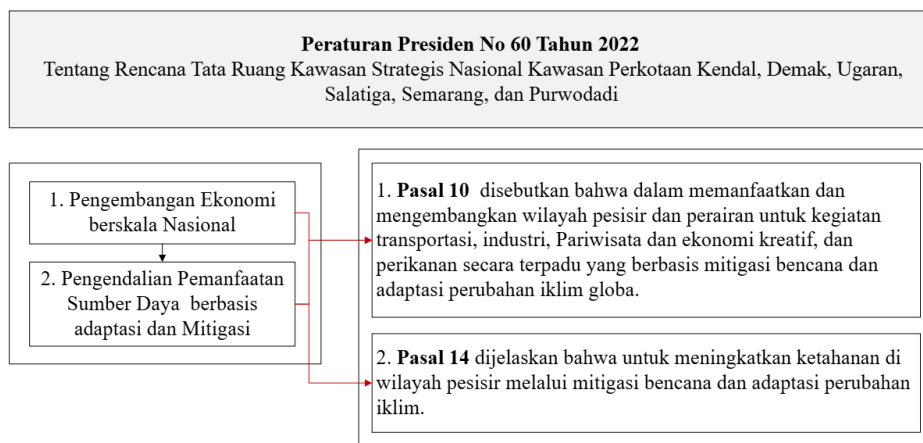 Peraturan Presiden No 60 Tahun 2022
Tentang Rencana Tata Ruang Kawasan Strategis Nasional Kawasan Perkotaan Kendal, Demak, Ugaran,
Salatiga, Semarang, dan Purwodadi
1. Pengembangan Ekonomi
berskala Nasional
2. Pengendalian Pemanfaatan
Sumber Daya berbasis
adaptasi dan Mitigasi
1. Pasal 10 disebutkan bahwa dalam memanfaatkan dan
mengembangkan wilayah pesisir dan perairan untuk kegiatan
transportasi, industri, Pariwisata dan ekonomi kreatif, dan
perikanan secara terpadu yang berbasis mitigasi bencana dan
adaptasi perubahan iklim globa.
2. Pasal 14 dijelaskan bahwa untuk meningkatkan ketahanan di
wilayah pesisir melalui mitigasi bencana dan adaptasi perubahan
iklim.